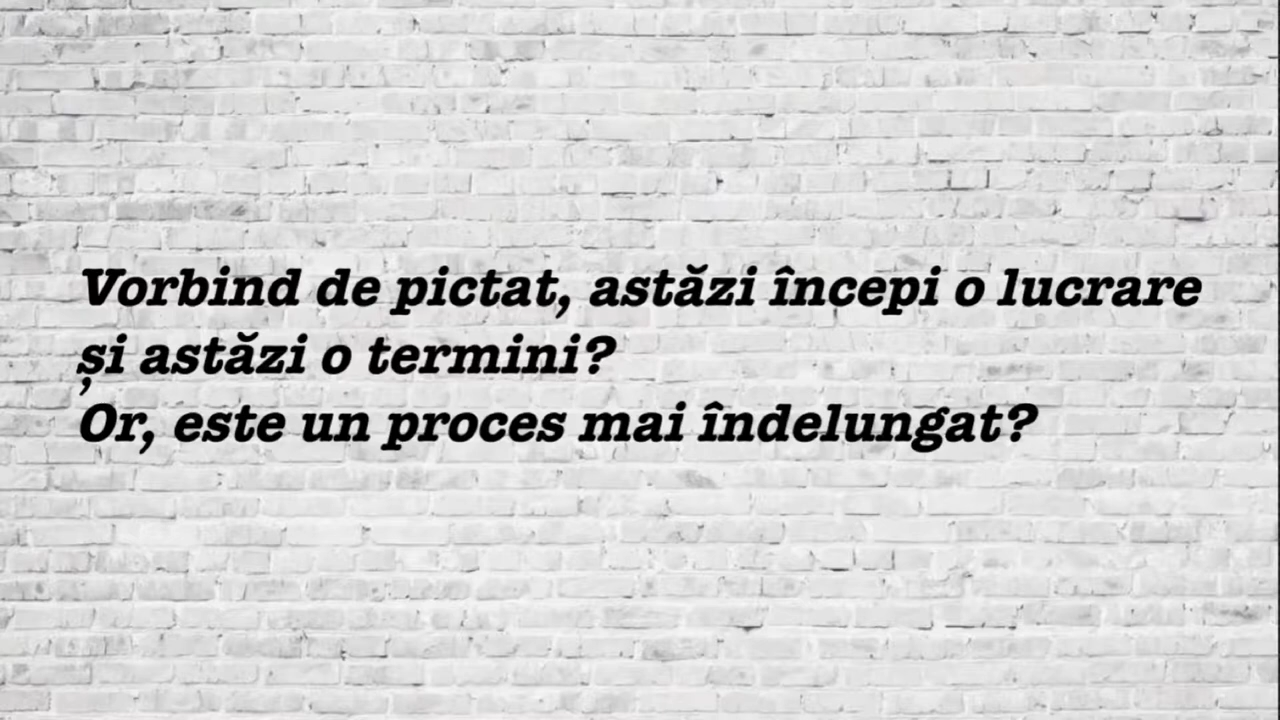 Vorbind de pictat, astăzi începi o lucrare
și astăzi o termini?
Or, este un proces mai îndelungat?